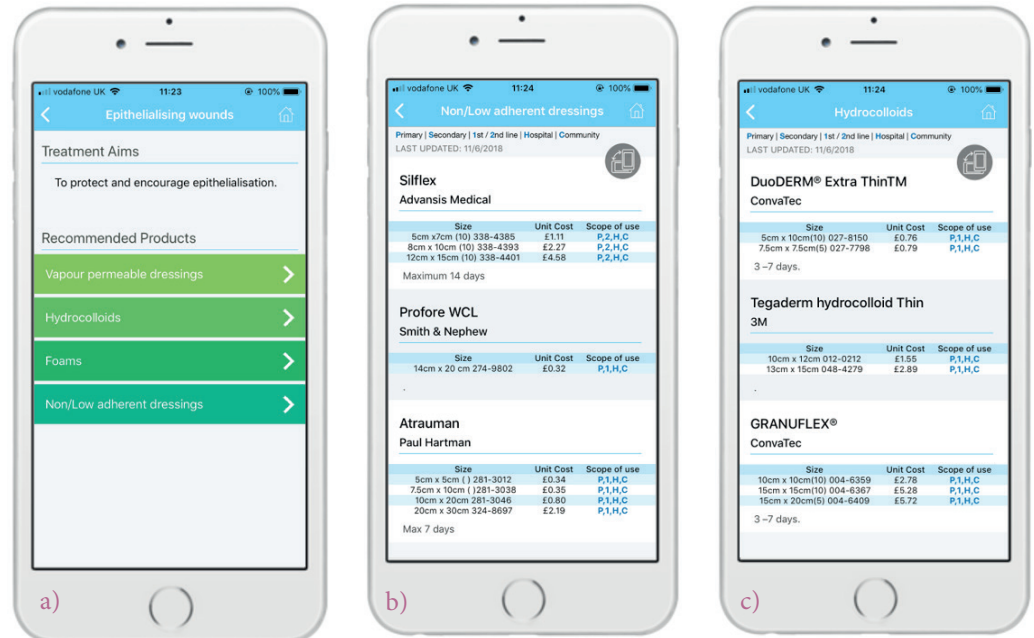 vodafone UK 11:23 100%
Epithelialising wounds
Treatment Aims
To protect and encourage epithelialisation.
Recommended Products
Vapour permeable dressings
Hydrocolloids
Foams
Non/Low adherent dressings
a)
vodafone UK 11:24 100%
Non/Low adherent dressings
Primary | Secondary | 1st / 2nd line | Hospital | Community
LAST UPDATED: 11/6/2018
Silflex
Advansis Medical
Size Unit Cost Scope of use
5cm x7cm (10) 338-4385 £1.11 P,2,H,C
8cm x 10cm (10) 338-4393 £2.27 P,2,H,C
12cm x 15cm (10) 338-4401 £4.58 P,2,H,C
Maximum 14 days
Profore WCL
Smith & Nephew
Size Unit Cost Scope of use
14cm x 20 cm 274-9802 £0.32 P,1,H,C
.
Atrauman
Paul Hartman
Size Unit Cost Scope of use
5cm x 5cm ( ) 281-3012 £0.34 P,1,H,C
7.5cm x 10cm ( )281-3038 £0.35 P,1,H,C
10cm x 20cm 281-3046 £0.80 P,1,H,C
20cm x 30cm 324-8697 £2.19 P,1,H,C
Max 7 days
b)
vodafone UK 11:24 100%
Hydrocolloids
Primary | Secondary | 1st / 2nd line | Hospital | Community
LAST UPDATED: 11/6/2018
DuoDERM® Extra ThinTM
ConvaTec
Size Unit Cost Scope of use
5cm x 10cm(10) 027-8150 £0.76 P,1,H,C
7.5cm x 7.5cm(5) 027-7798 £0.79 P,1,H,C
3 –7 days.
Tegaderm hydrocolloid Thin
3M
Size Unit Cost Scope of use
10cm x 12cm 012-0212 £1.55 P,1,H,C
13cm x 15cm 048-4279 £2.89 P,1,H,C
.
GRANUFLEX®
ConvaTec
Size Unit Cost Scope of use
10cm x 10cm(10) 004-6359 £2.78 P,1,H,C
15cm x 15cm(10) 004-6367 £5.28 P,1,H,C
15cm x 20cm(5) 004-6409 £5.72 P,1,H,C
3 –7 days.
c)